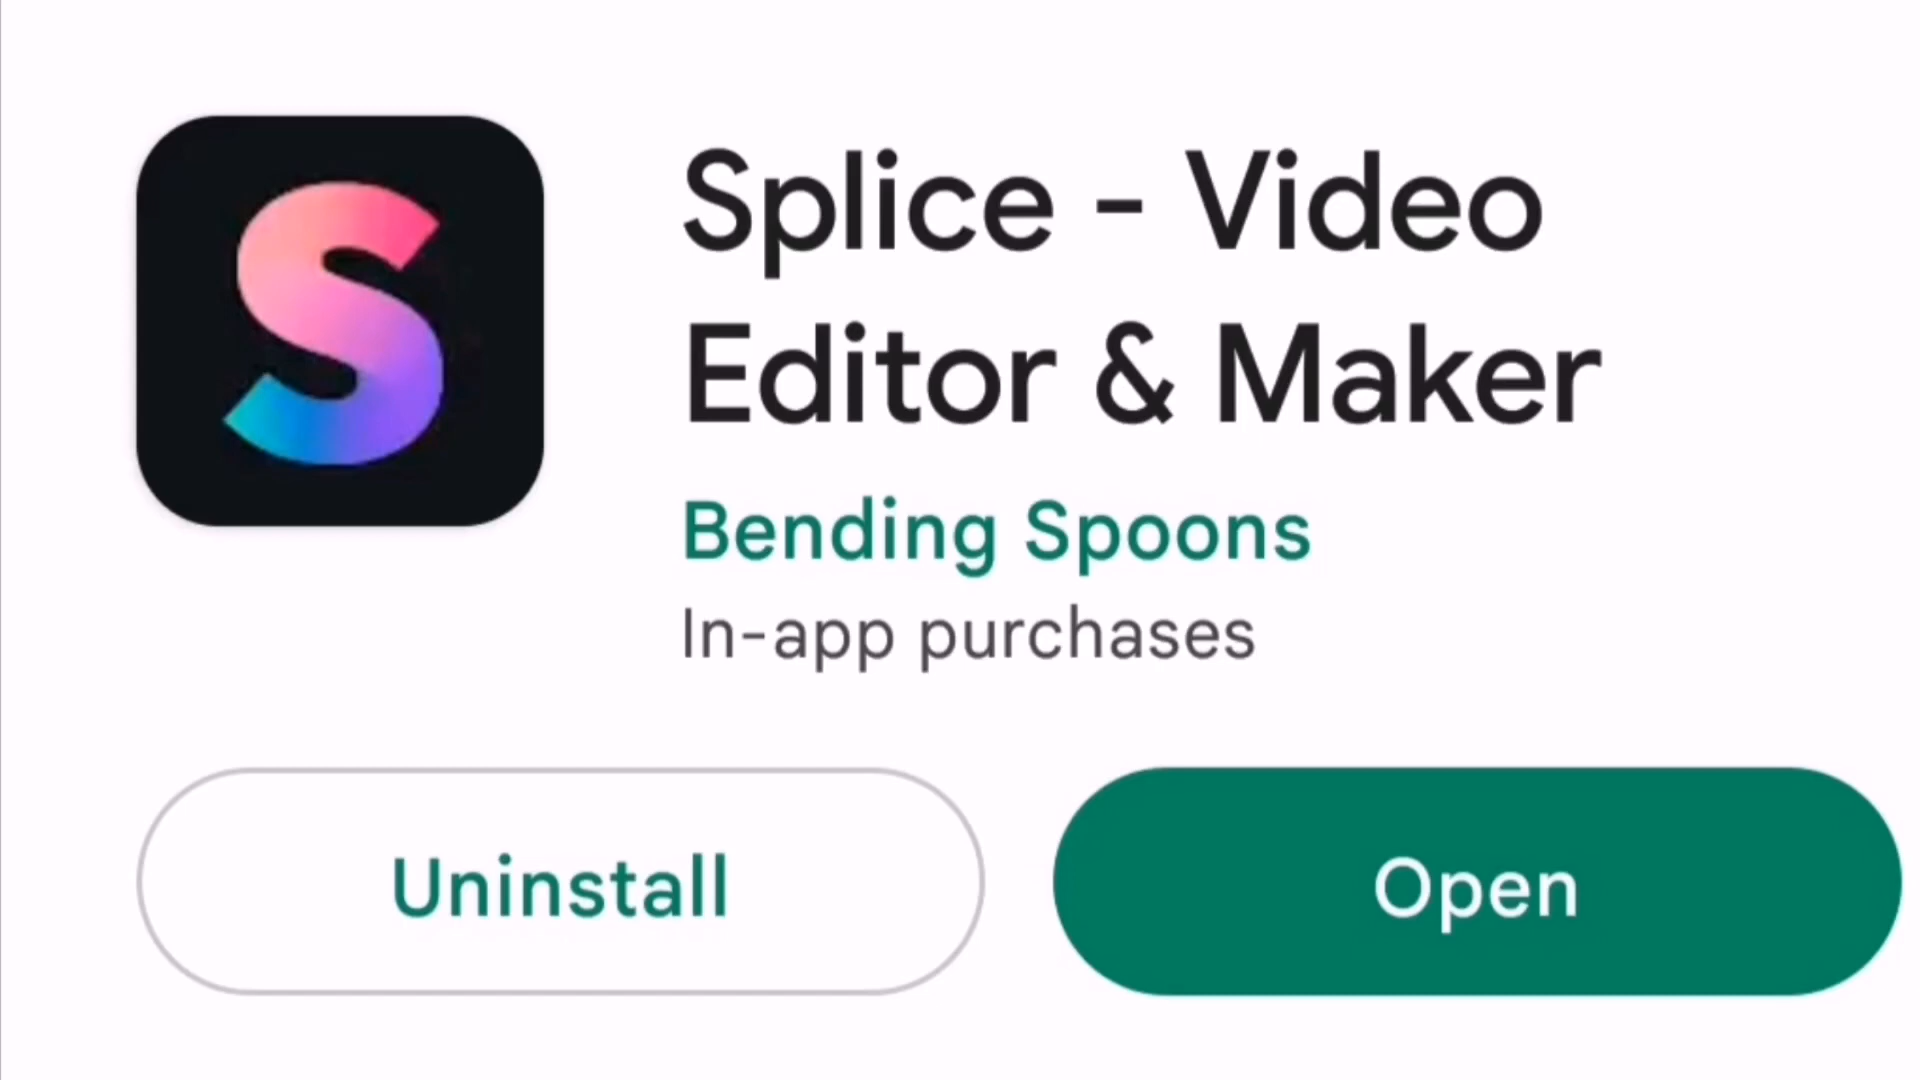 Splice - Video
Editor & Maker
Bending Spoons
In-app purchases
Uninstall
Open